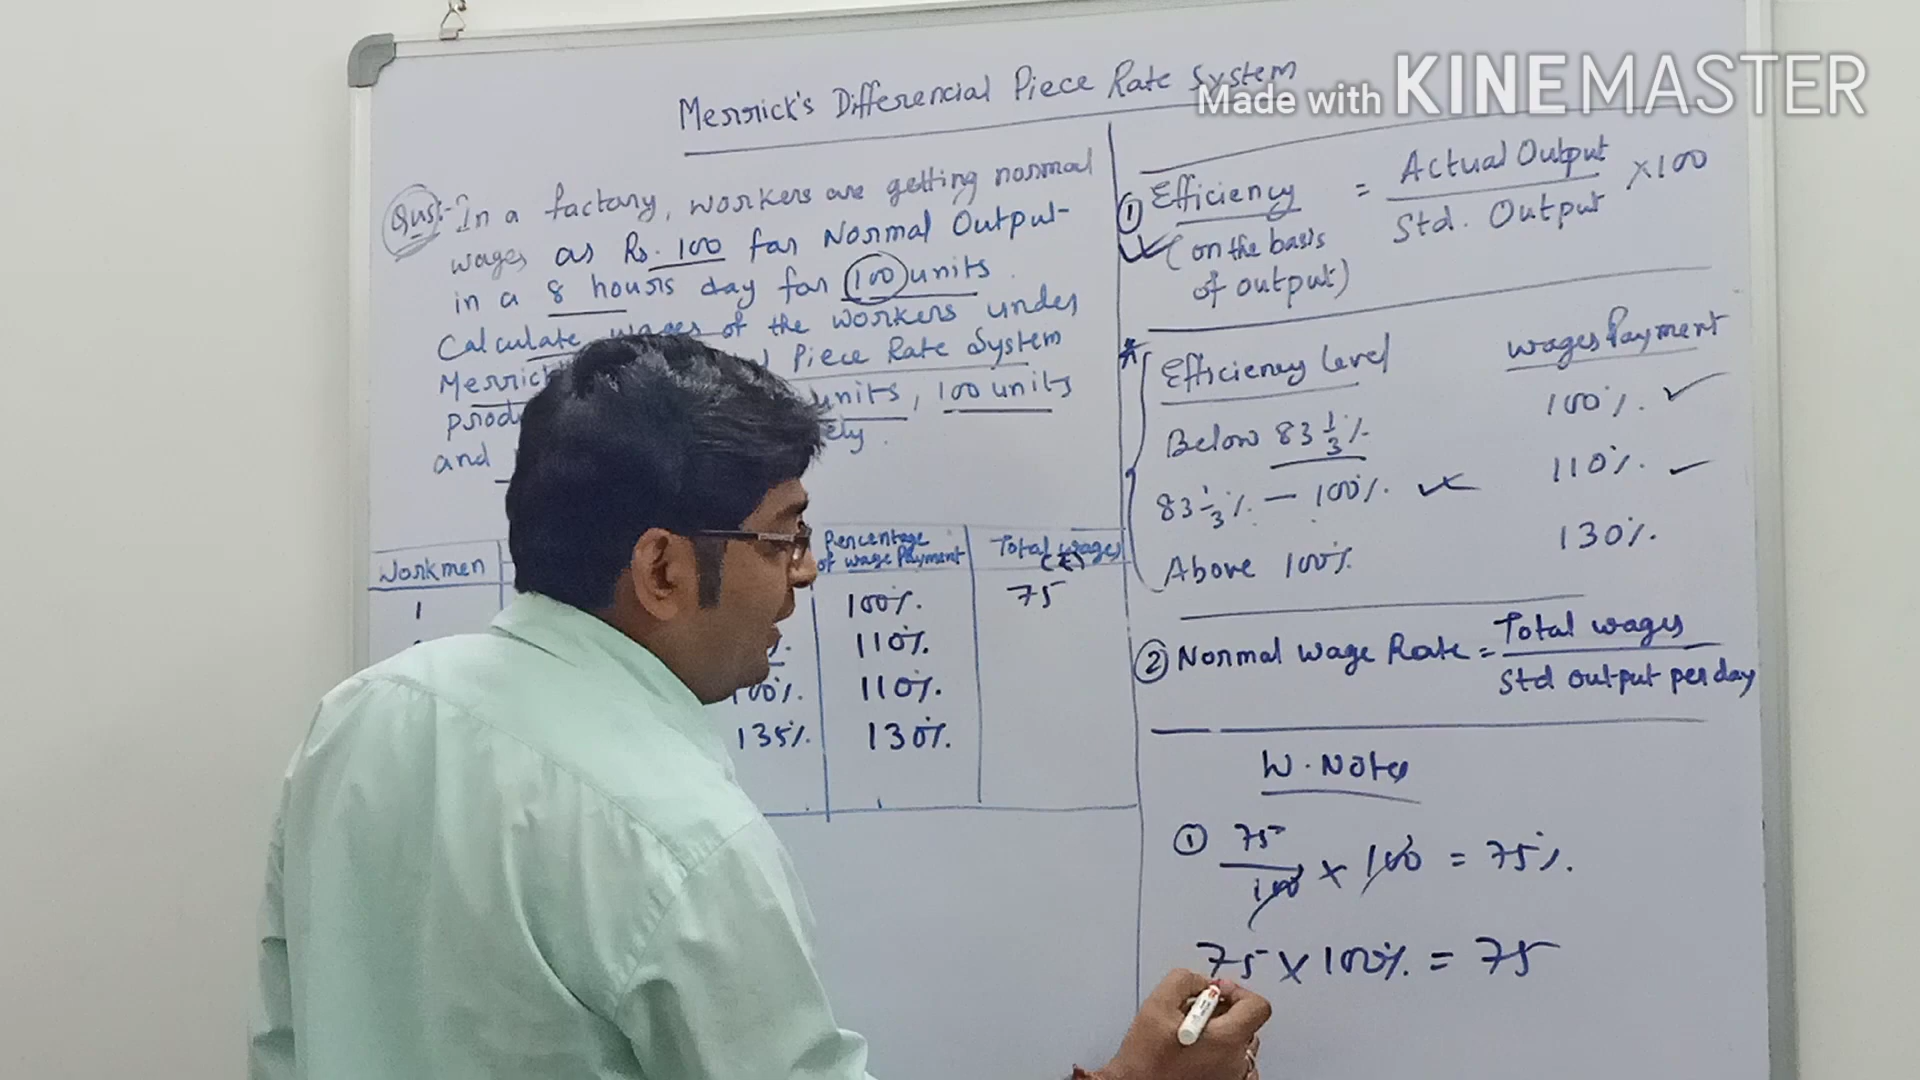 Merrick's Differencial Piece Rate System
Made with KINEMASTER
Qust:- In a factory, workers are getting normal
wages as Rs. 100 for Normal Output
in a 8 hours day for 100 units.
Calculate wages of the workers under
Merrick Piece Rate System
units, 100 units
and
Workmen
Percentage of wage Payment
Total wages
1
100%.
75
110%.
100%. 110%.
135%. 130%.
① Efficiency = Actual Output / Std. Output × 100
(on the basis
of output)
* Efficiency Level wages Payment
Below 83 1/3 %. 100%. ✓
83 1/3 %. — 100%. 110%. ✓
Above 100%. 130%.
② Normal Wage Rate = Total wages / Std output per day
W. Notes
① 75 / 100 × 100 = 75%.
75 × 100%. = 75